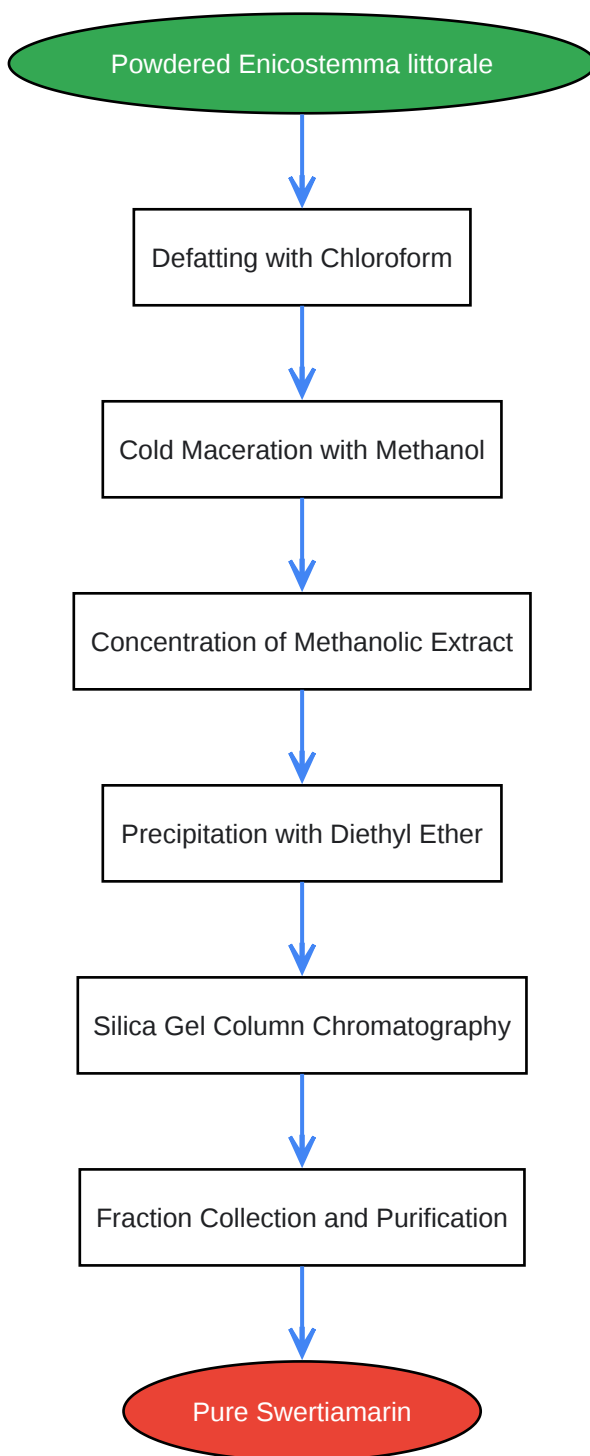 Powdered Enicostemma littorale
Defatting with Chloroform
Cold Maceration with Methanol
Concentration of Methanolic Extract
Precipitation with Diethyl Ether
Silica Gel Column Chromatography
Fraction Collection and Purification
Pure Swertiamarin